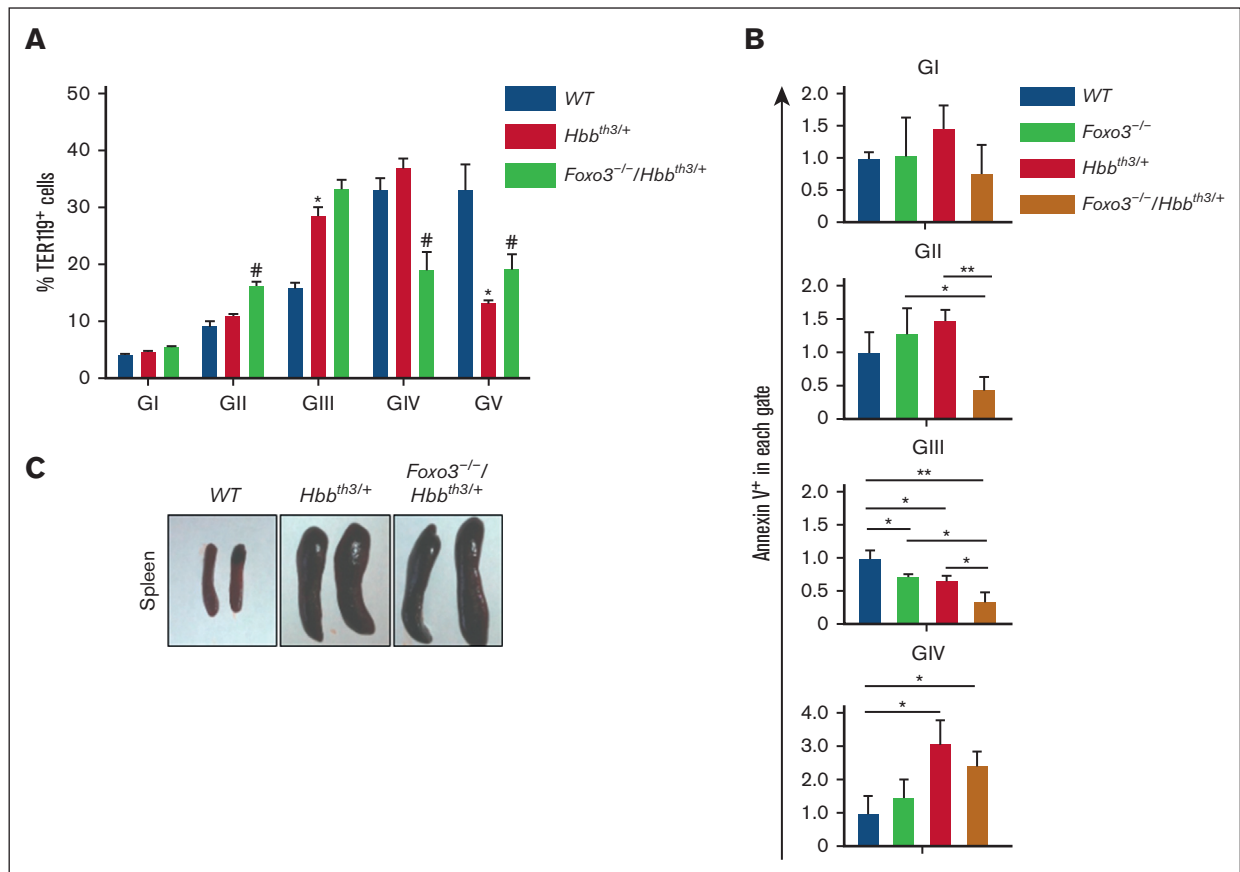 A
% TER119⁺ cells
50
40
30
20
10
0
GI GII GIII GIV GV
# * # * #
WT
Hbbᵗʰ³/⁺
Foxo3⁻/⁻/Hbbᵗʰ³/⁺
B
Annexin V⁺ in each gate
WT
Foxo3⁻/⁻
Hbbᵗʰ³/⁺
Foxo3⁻/⁻/Hbbᵗʰ³/⁺
GI
2.0
1.5
1.0
0.5
0
GII
2.0
1.5
1.0
0.5
0
**
*
GIII
2.0
1.5
1.0
0.5
0
**
*
* *
*
GIV
4.0
3.0
2.0
1.0
0
*
*
C
Spleen
WT
Hbbᵗʰ³/⁺
Foxo3⁻/⁻/
Hbbᵗʰ³/⁺